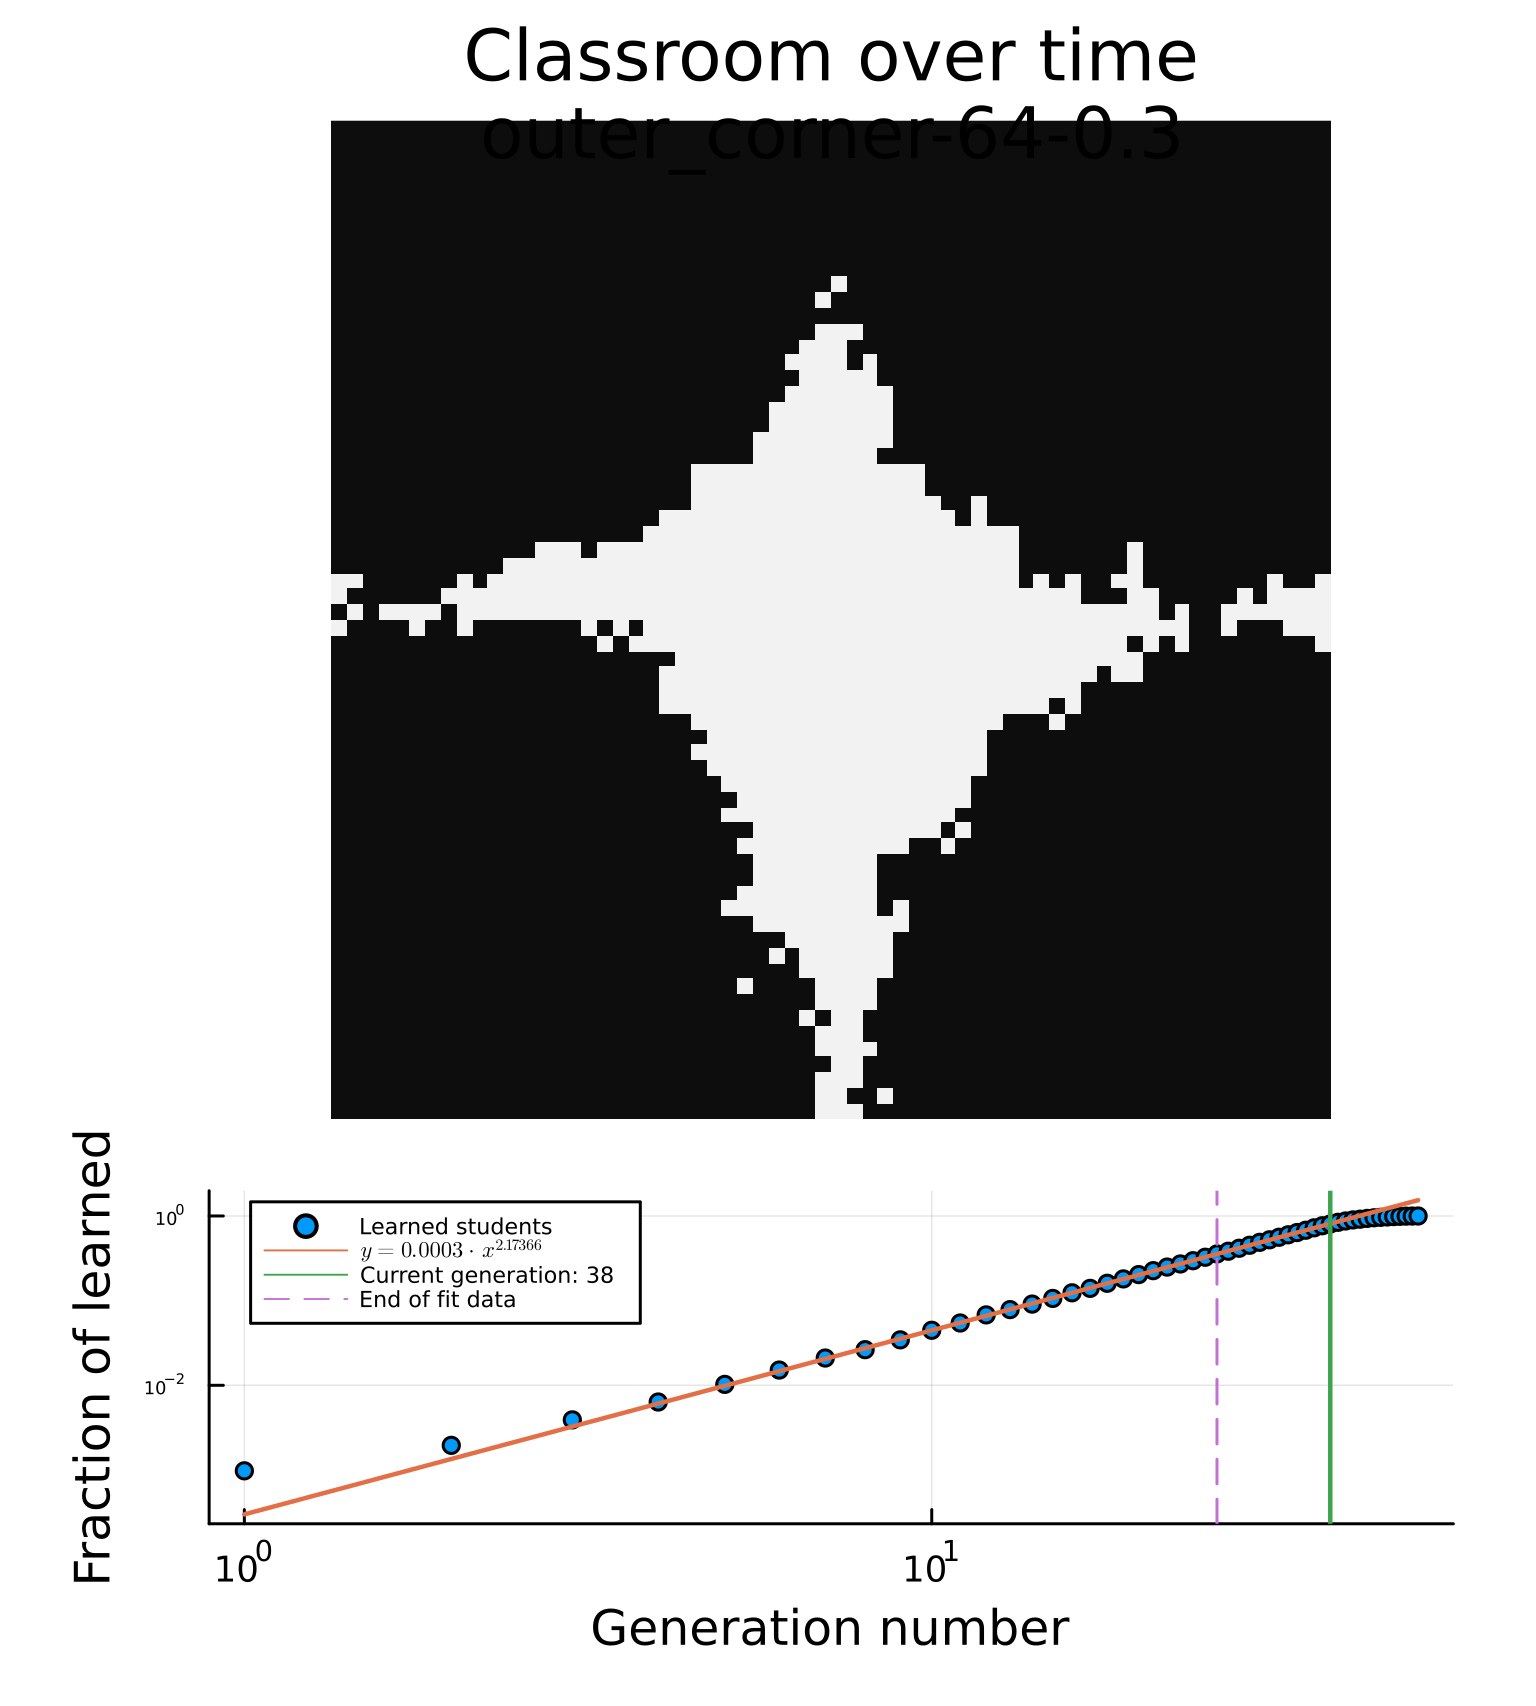 Classroom over time
outer_corner-64-0.3
Fraction of learned
10^0
10^-2
Learned students
y = 0.0003 · x^2.17366
Current generation: 38
End of fit data
10^0
10^1
Generation number